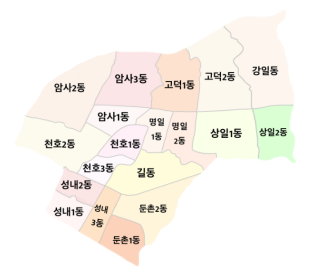 강일동
고덕2동
암사3동
고덕1동
암사2동
암사1동
명일
1동
명일
2동
상일1동
상일2동
천호2동
천호1동
천호3동
길동
성내2동
성내1동
성내
3동
둔촌2동
둔촌1동